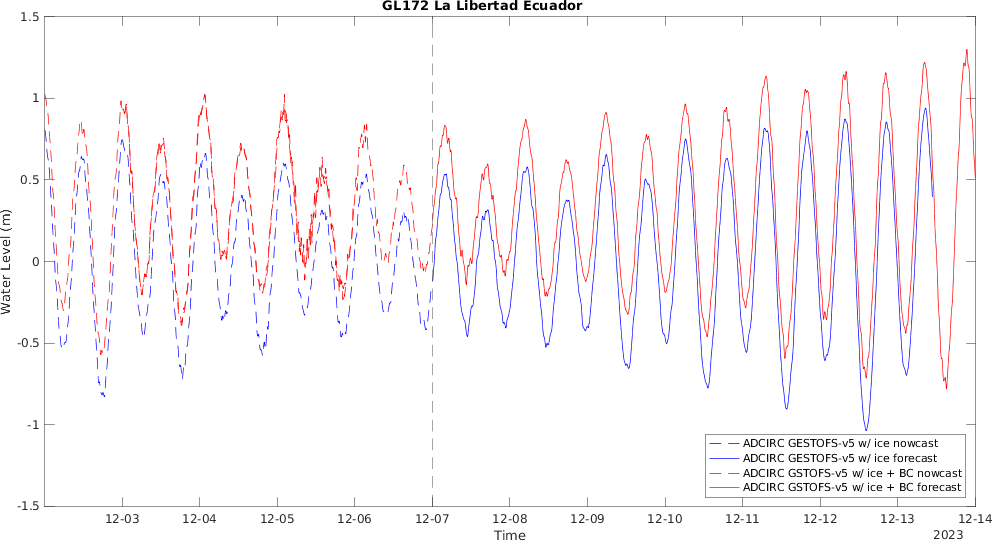 GL172 La Libertad Ecuador
1.5
1
0.5
0
-0.5
-1
-1.5
Water Level (m)
12-03 12-04 12-05 12-06 12-07 12-08 12-09 12-10 12-11 12-12 12-13 12-14
Time
2023
ADCIRC GESTOFS-v5 w/ ice nowcast
ADCIRC GESTOFS-v5 w/ ice forecast
ADCIRC GSTOFS-v5 w/ ice + BC nowcast
ADCIRC GSTOFS-v5 w/ ice + BC forecast